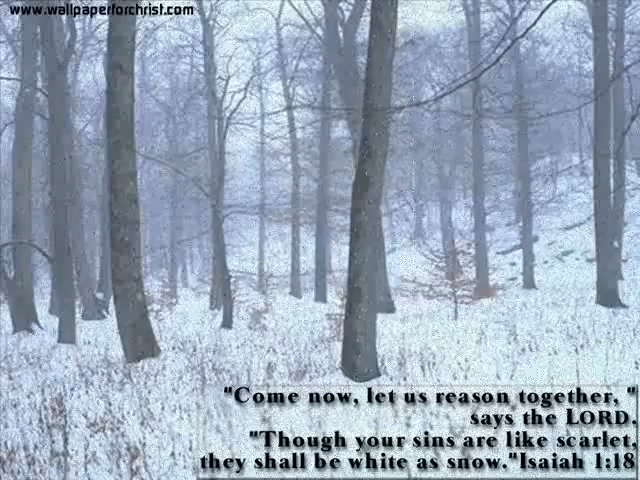 www.wallpaperforchrist.com
"Come now, let us reason together, "
says the LORD.
"Though your sins are like scarlet,
they shall be white as snow."Isaiah 1:18